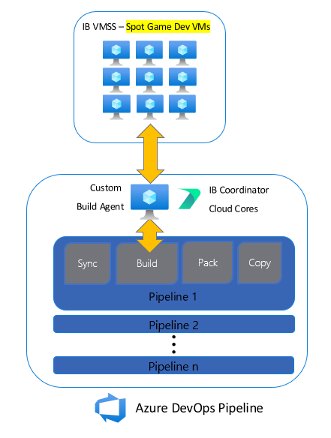 IB VMSS – Spot Game Dev VMs
Custom
Build Agent
IB Coordinator
Cloud Cores
Sync
Build
Pack
Copy
Pipeline 1
Pipeline 2
Pipeline n
Azure DevOps Pipeline